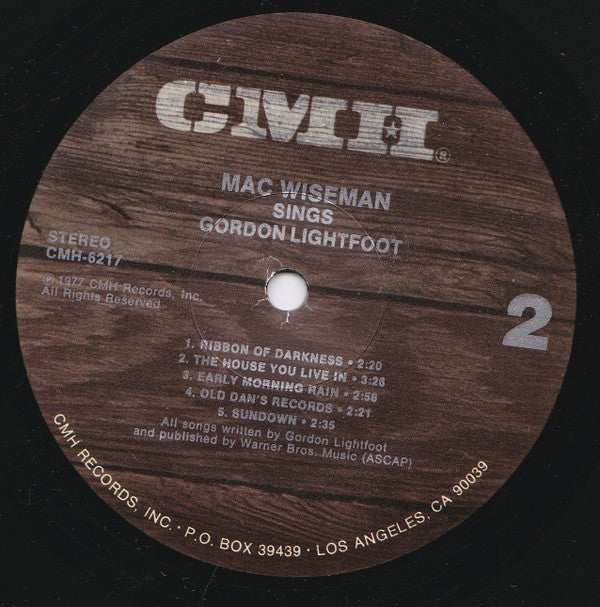 CMH®
MAC WISEMAN
SINGS
GORDON LIGHTFOOT
STEREO
CMH-6217
℗ 1977 CMH Records, Inc.
All Rights Reserved
2
1. RIBBON OF DARKNESS • 2:20
2. THE HOUSE YOU LIVE IN • 3:26
3. EARLY MORNING RAIN • 2:58
4. OLD DAN'S RECORDS • 2:21
5. SUNDOWN • 2:35
All songs written by Gordon Lightfoot
and published by Warner Bros. Music (ASCAP)
CMH RECORDS, INC. · P.O. BOX 39439 · LOS ANGELES, CA 90039